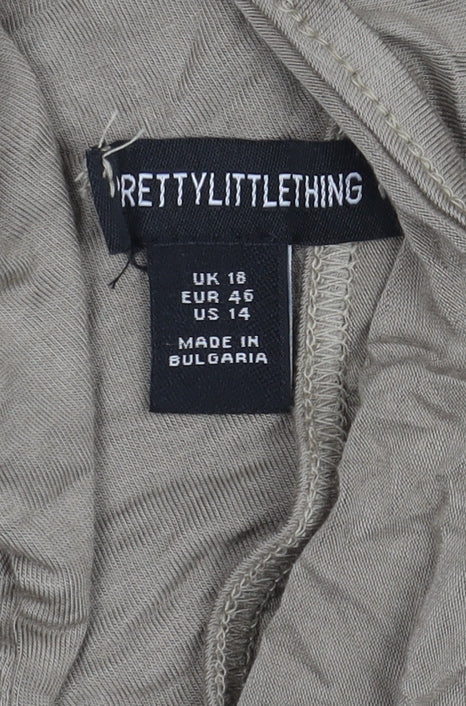 PRETTYLITTLETHING
UK 18
EUR 46
US 14
MADE IN
BULGARIA